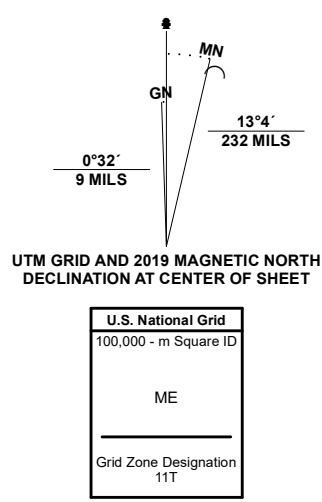 MN
GN
13°4´
232 MILS
0°32´
9 MILS
UTM GRID AND 2019 MAGNETIC NORTH
DECLINATION AT CENTER OF SHEET
U.S. National Grid
100,000 - m Square ID
ME
Grid Zone Designation
11T